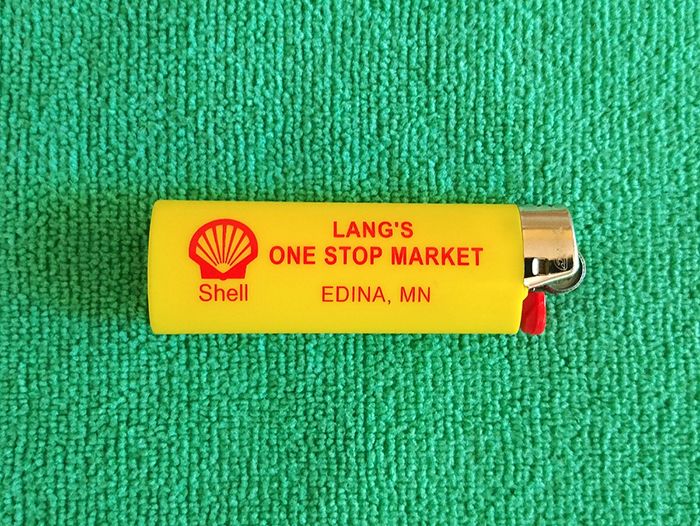 LANG'S
ONE STOP MARKET
Shell
EDINA, MN